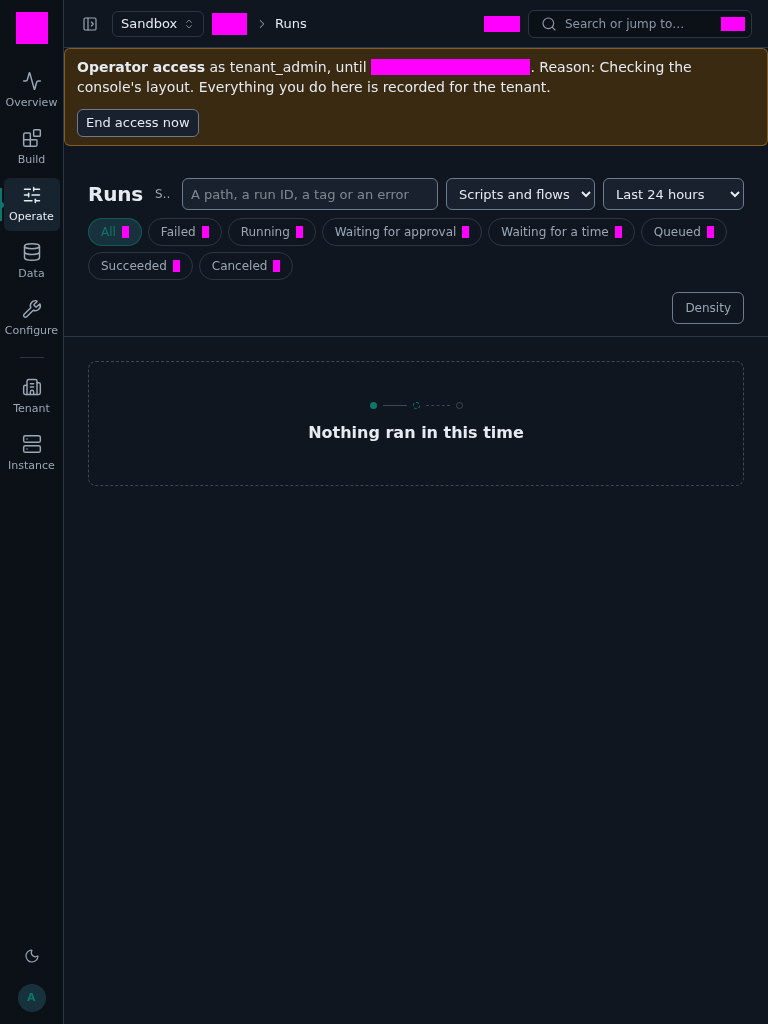 Sandbox
Runs
Search or jump to…
Operator access as tenant_admin, until
. Reason: Checking the
console's layout. Everything you do here is recorded for the tenant.
End access now
Overview
Build
Operate
Data
Configure
Tenant
Instance
A
Runs
S..
A path, a run ID, a tag or an error
Scripts and flows
Last 24 hours
All
Failed
Running
Waiting for approval
Waiting for a time
Queued
Succeeded
Canceled
Density
Nothing ran in this time